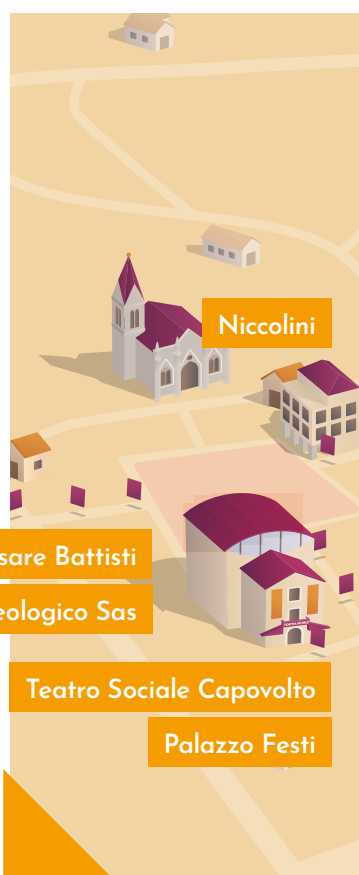 Niccolini
sare Battisti
eologico Sas
Teatro Sociale Capovolto
Palazzo Festi